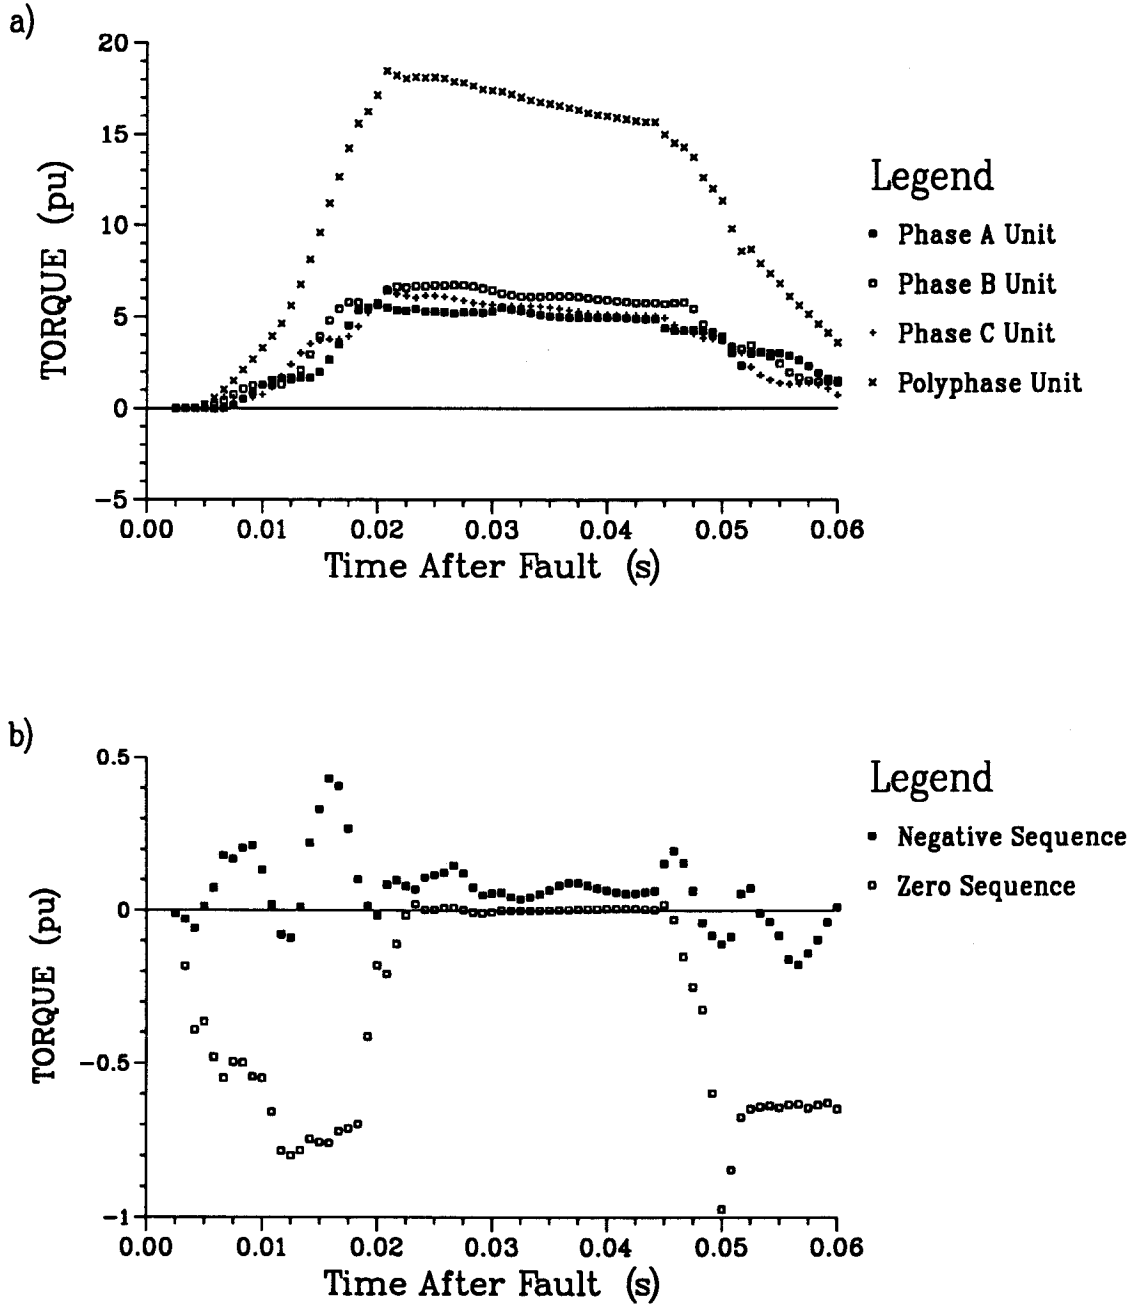 a)
20
15
10
5
0
-5
TORQUE (pu)
0.00 0.01 0.02 0.03 0.04 0.05 0.06
Time After Fault (s)
Legend
Phase A Unit
Phase B Unit
Phase C Unit
Polyphase Unit
b)
0.5
0
-0.5
-1
TORQUE (pu)
0.00 0.01 0.02 0.03 0.04 0.05 0.06
Time After Fault (s)
Legend
Negative Sequence
Zero Sequence